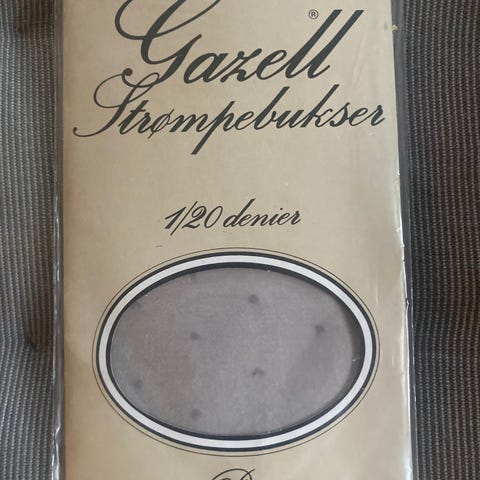 Gazell®
Strømpebukser
1/20 denier